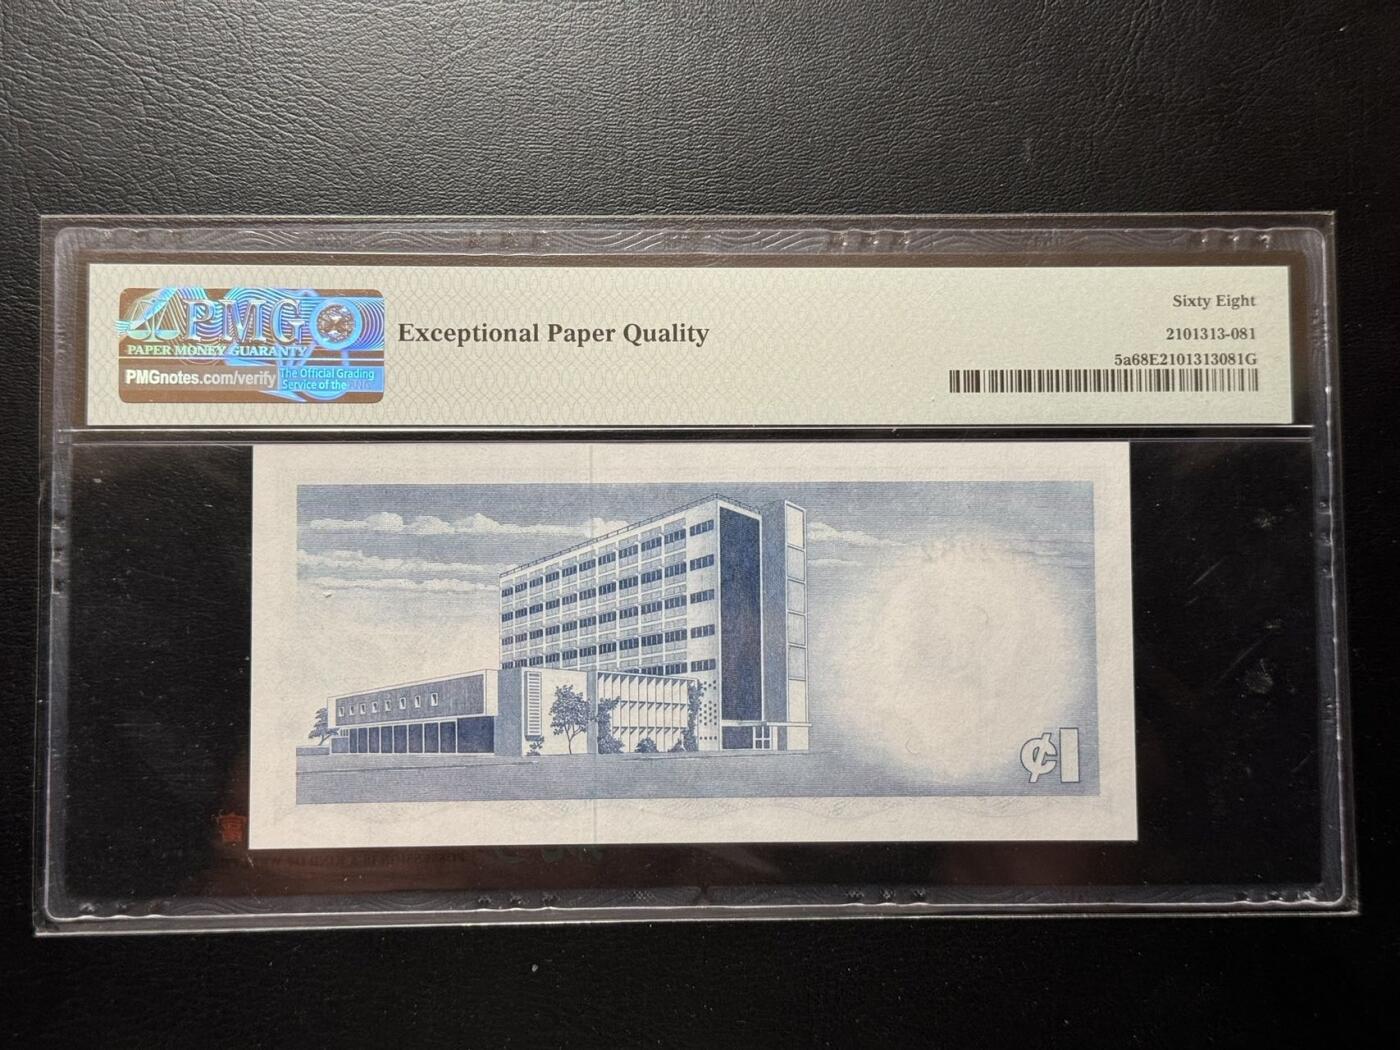 PMG
PAPER MONEY GUARANTY
PMGnotes.com/verify
The Official Grading
Service of the PNG
Exceptional Paper Quality
Sixty Eight
2101313-081
5a68E2101313081G
¢1